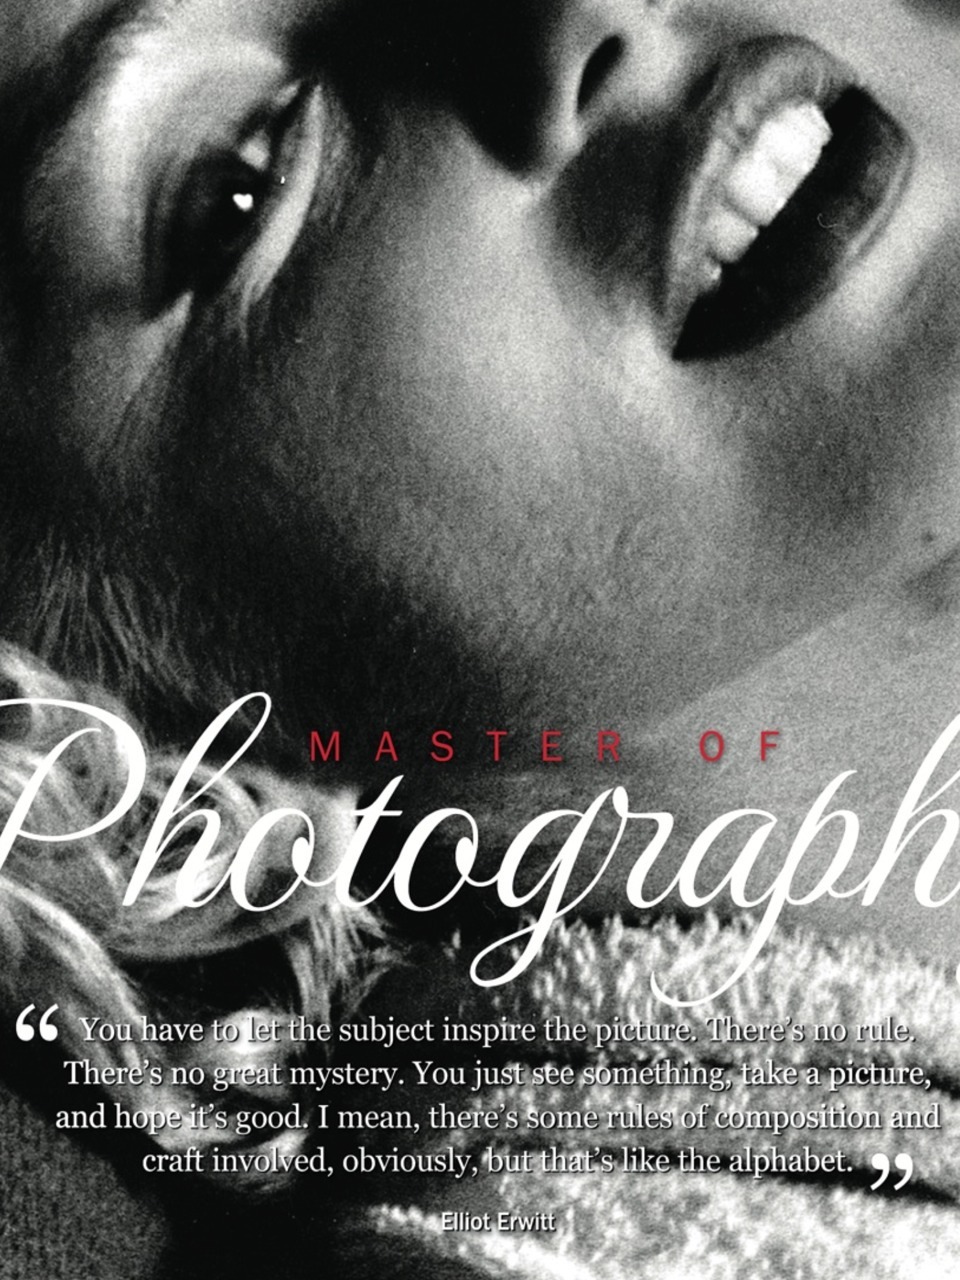 MASTER OF
Photograph
“ You have to let the subject inspire the picture. There’s no rule.
There’s no great mystery. You just see something, take a picture,
and hope it’s good. I mean, there’s some rules of composition and
craft involved, obviously, but that’s like the alphabet. ”
Elliot Erwitt